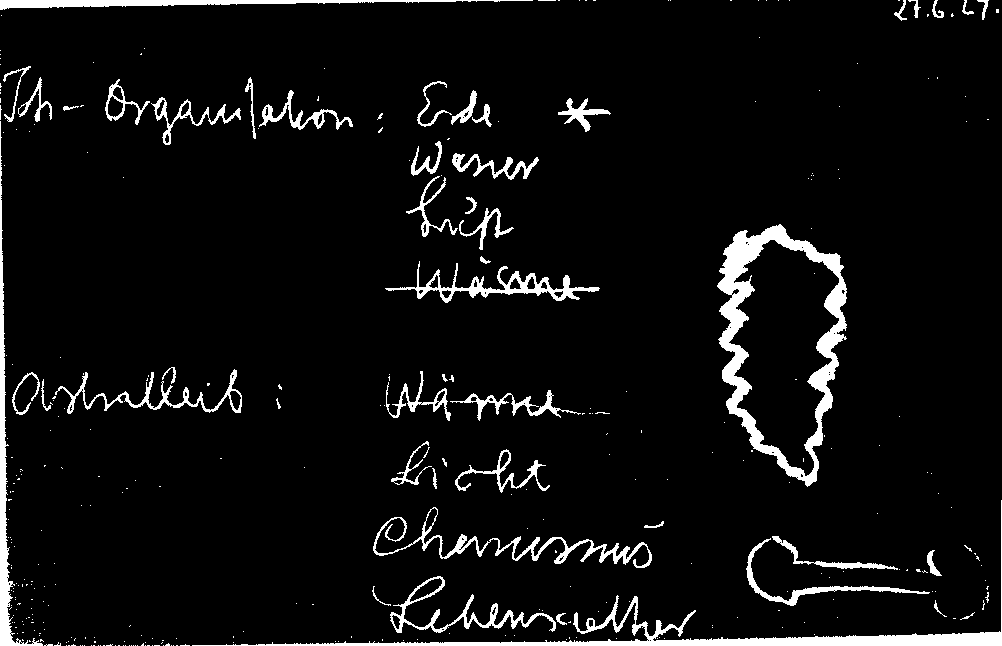 27.6.24.
Ich-Organisation: Erde
Wasser
Luft
Wärme
Astralleib: Wärme
Licht
Chemismus
Lebensaether